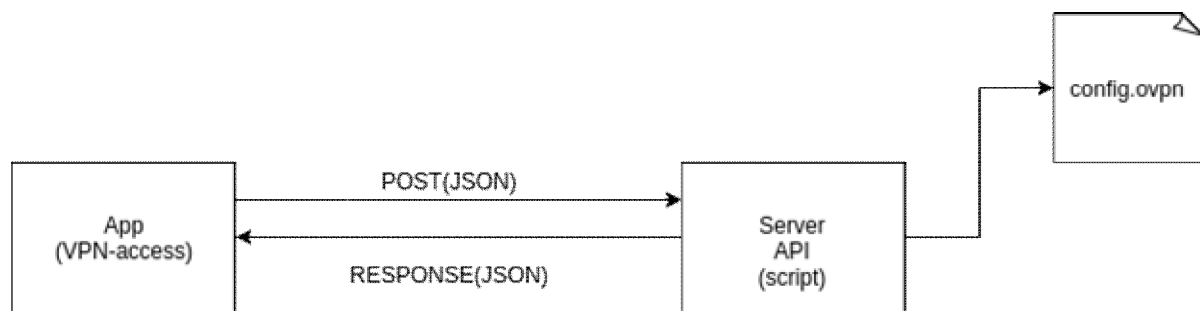 config.ovpn
POST(JSON)
App
(VPN-access)
RESPONSE(JSON)
Server
API
(script)